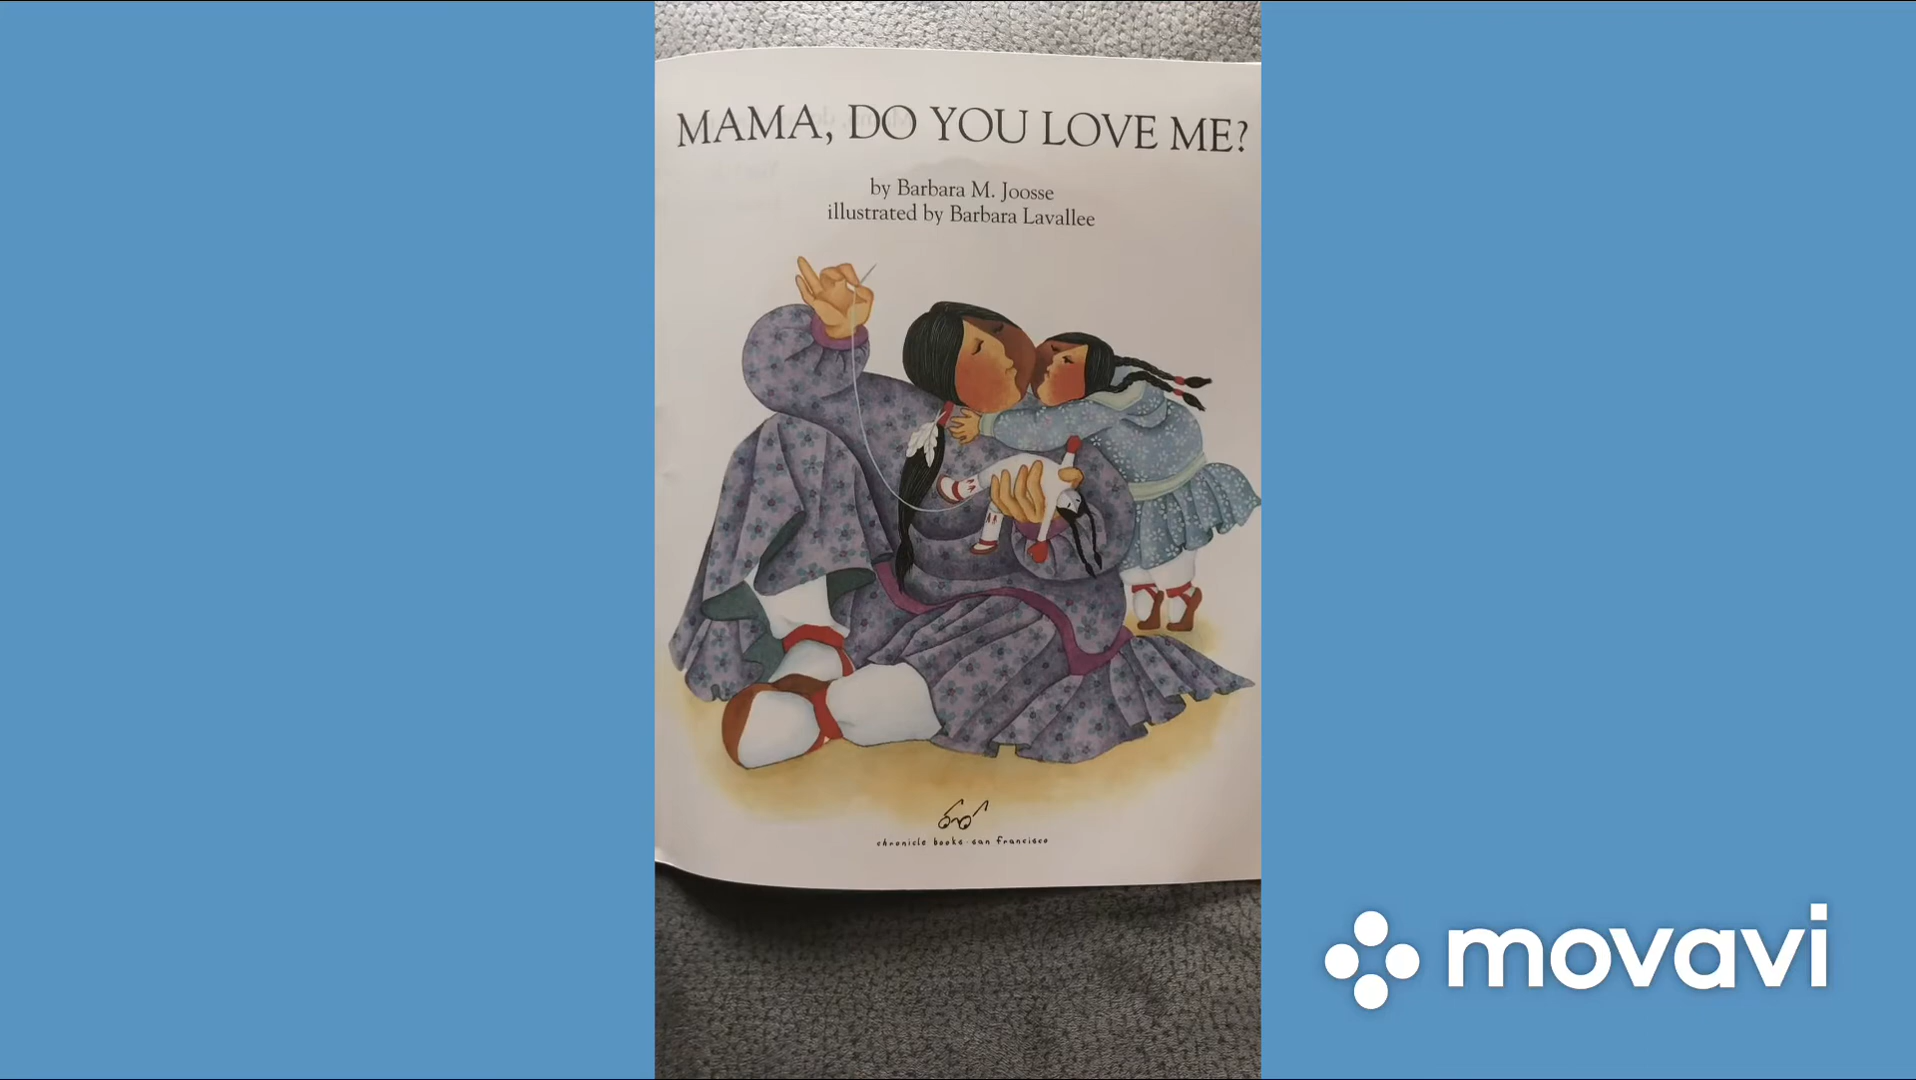 MAMA, DO YOU LOVE ME?
by Barbara M. Joosse
illustrated by Barbara Lavallee
chronicle books · san francisco
movavi